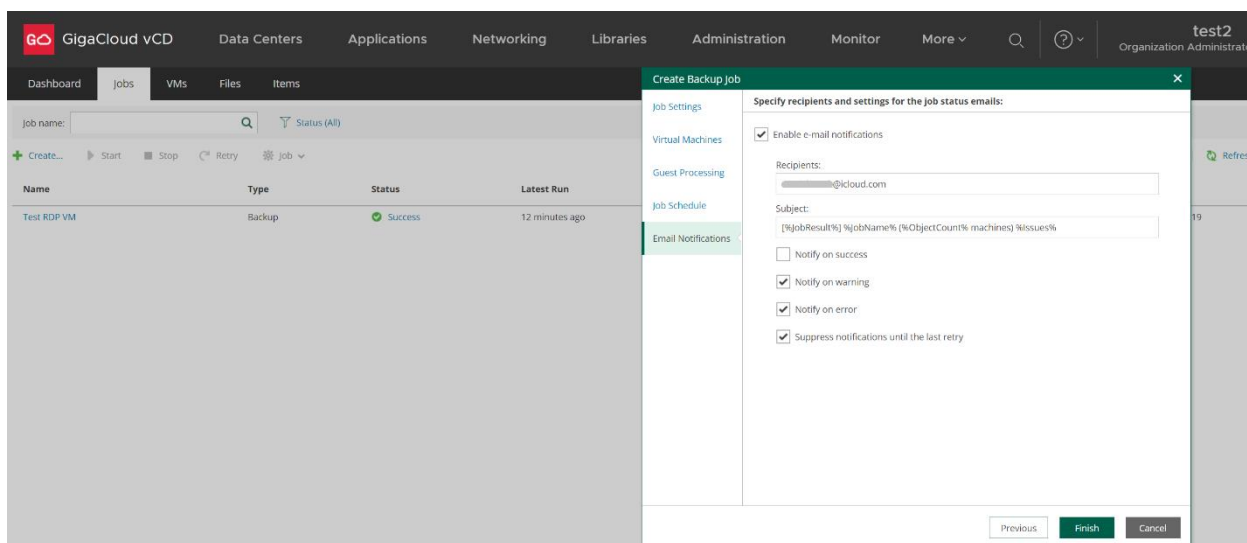 GO GigaCloud vCD Data Centers Applications Networking Libraries Administration Monitor More test2
Organization Administrato
Dashboard Jobs VMs Files Items
Job name: Status (All)
Create... Start Stop Retry Job Refres
Name Type Status Latest Run
Test RDP VM Backup Success 12 minutes ago 19
Create Backup Job
Job Settings
Virtual Machines
Guest Processing
Job Schedule
Email Notifications
Specify recipients and settings for the job status emails:
Enable e-mail notifications
Recipients:
@icloud.com
Subject:
[%JobResult%] %JobName% (%ObjectCount% machines) %Issues%
Notify on success
Notify on warning
Notify on error
Suppress notifications until the last retry
Previous Finish Cancel